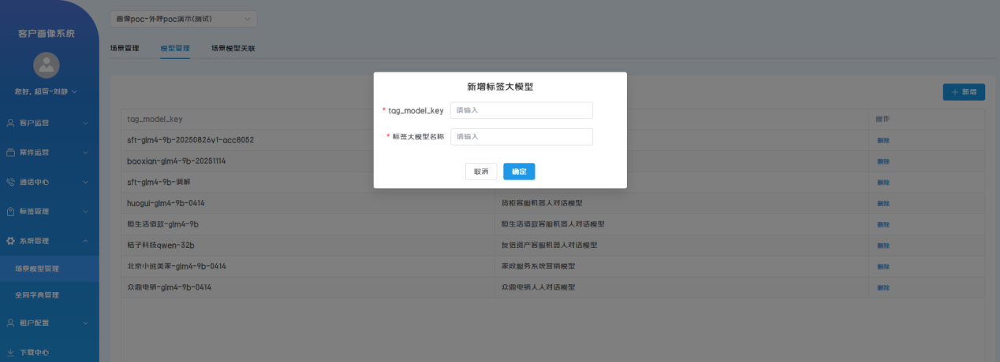 客户画像系统
您好, 超管-刘静
客户运营
案件运营
通话中心
标签管理
系统管理
场景模型管理
全局字典管理
租户配置
下载中心
画像poc-外呼poc演示(测试)
场景管理 模型管理 场景模型关联
+ 新增
tag_model_key 操作
sft-glm4-9b-20250826v1-acc8052 删除
baoxian-glm4-9b-20251114 删除
sft-glm4-9b-调解 删除
huogui-glm4-9b-0414 货柜客服机器人对话模型 删除
恒生活借款-glm4-9b 恒生活借款客服机器人对话模型 删除
桔子科技qwen-32b 友信资产客服机器人对话模型 删除
北京小熊美家-glm4-9b-0414 家政服务系统营销模型 删除
众鼎电销-glm4-9b-0414 众鼎电销人人对话模型 删除
新增标签大模型
* tag_model_key 请输入
* 标签大模型名称 请输入
取消 确定